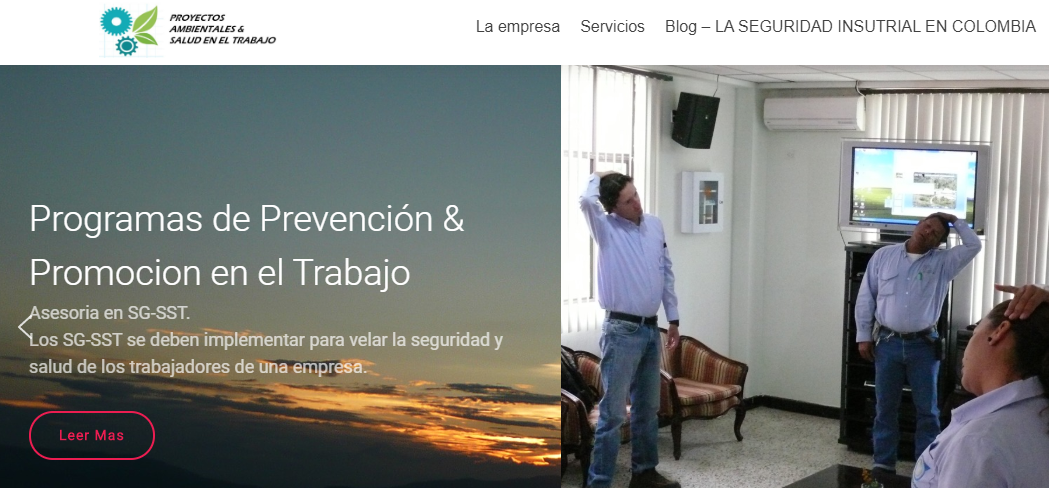 PROYECTOS
AMBIENTALES &
SALUD EN EL TRABAJO
La empresa
Servicios
Blog – LA SEGURIDAD INSUTRIAL EN COLOMBIA
Programas de Prevención &
Promocion en el Trabajo
Asesoria en SG-SST.
Los SG-SST se deben implementar para velar la seguridad y
salud de los trabajadores de una empresa.
Leer Mas